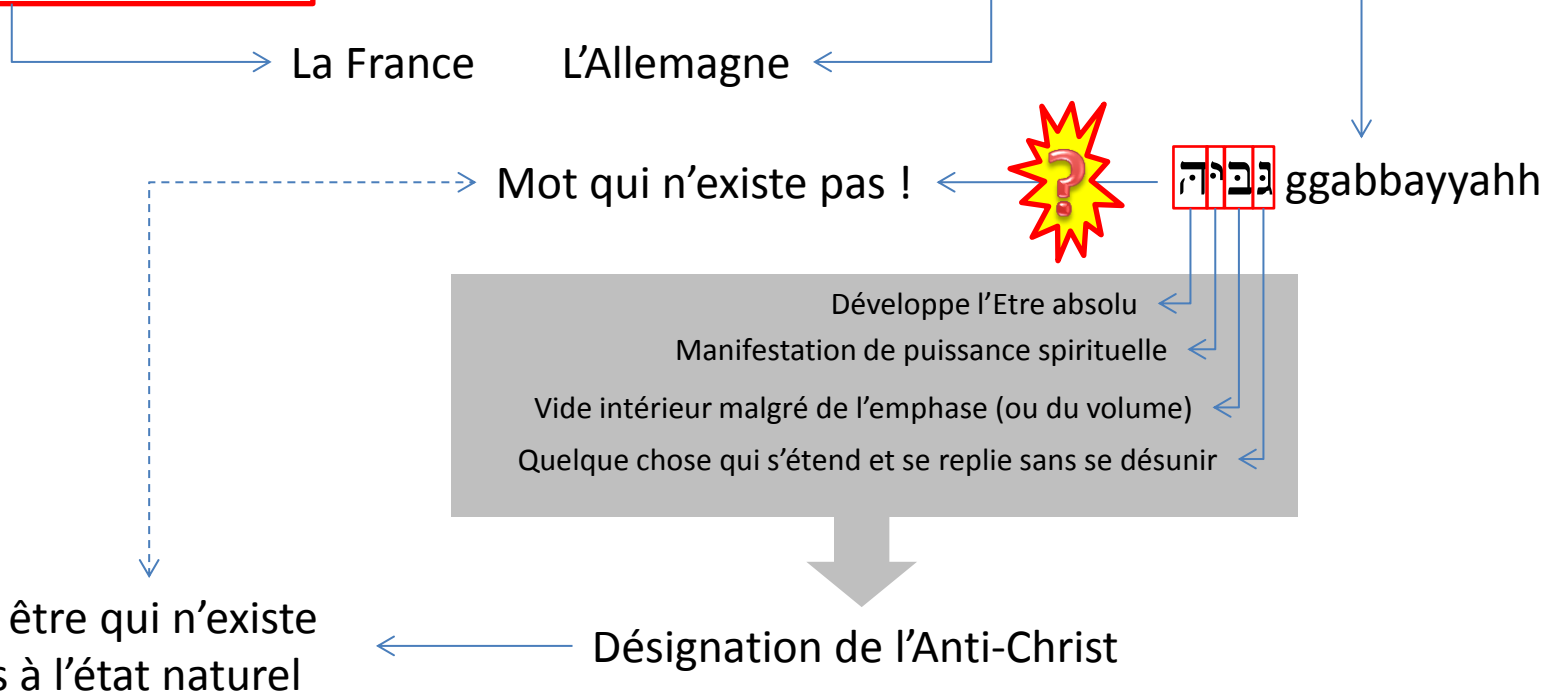 La France L'Allemagne
Mot qui n'existe pas ! ? גּבּיּהּ ggabbayyahh
Développe l'Etre absolu
Manifestation de puissance spirituelle
Vide intérieur malgré de l'emphase (ou du volume)
Quelque chose qui s'étend et se replie sans se désunir
être qui n'existe
Désignation de l'Anti-Christ
à l'état naturel